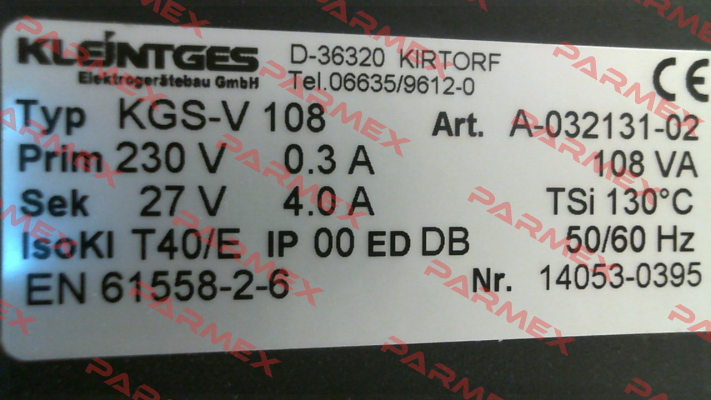 KLEINTGES D-36320 KIRTORF
Elektrogerätebau GmbH Tel.06635/9612-0 CE
Typ KGS-V 108 Art. A-032131-02
Prim 230 V 0.3 A 108 VA
Sek 27 V 4.0 A TSi 130°C
IsoKl T40/E IP 00 ED DB 50/60 Hz
EN 61558-2-6 Nr. 14053-0395
PARMEX